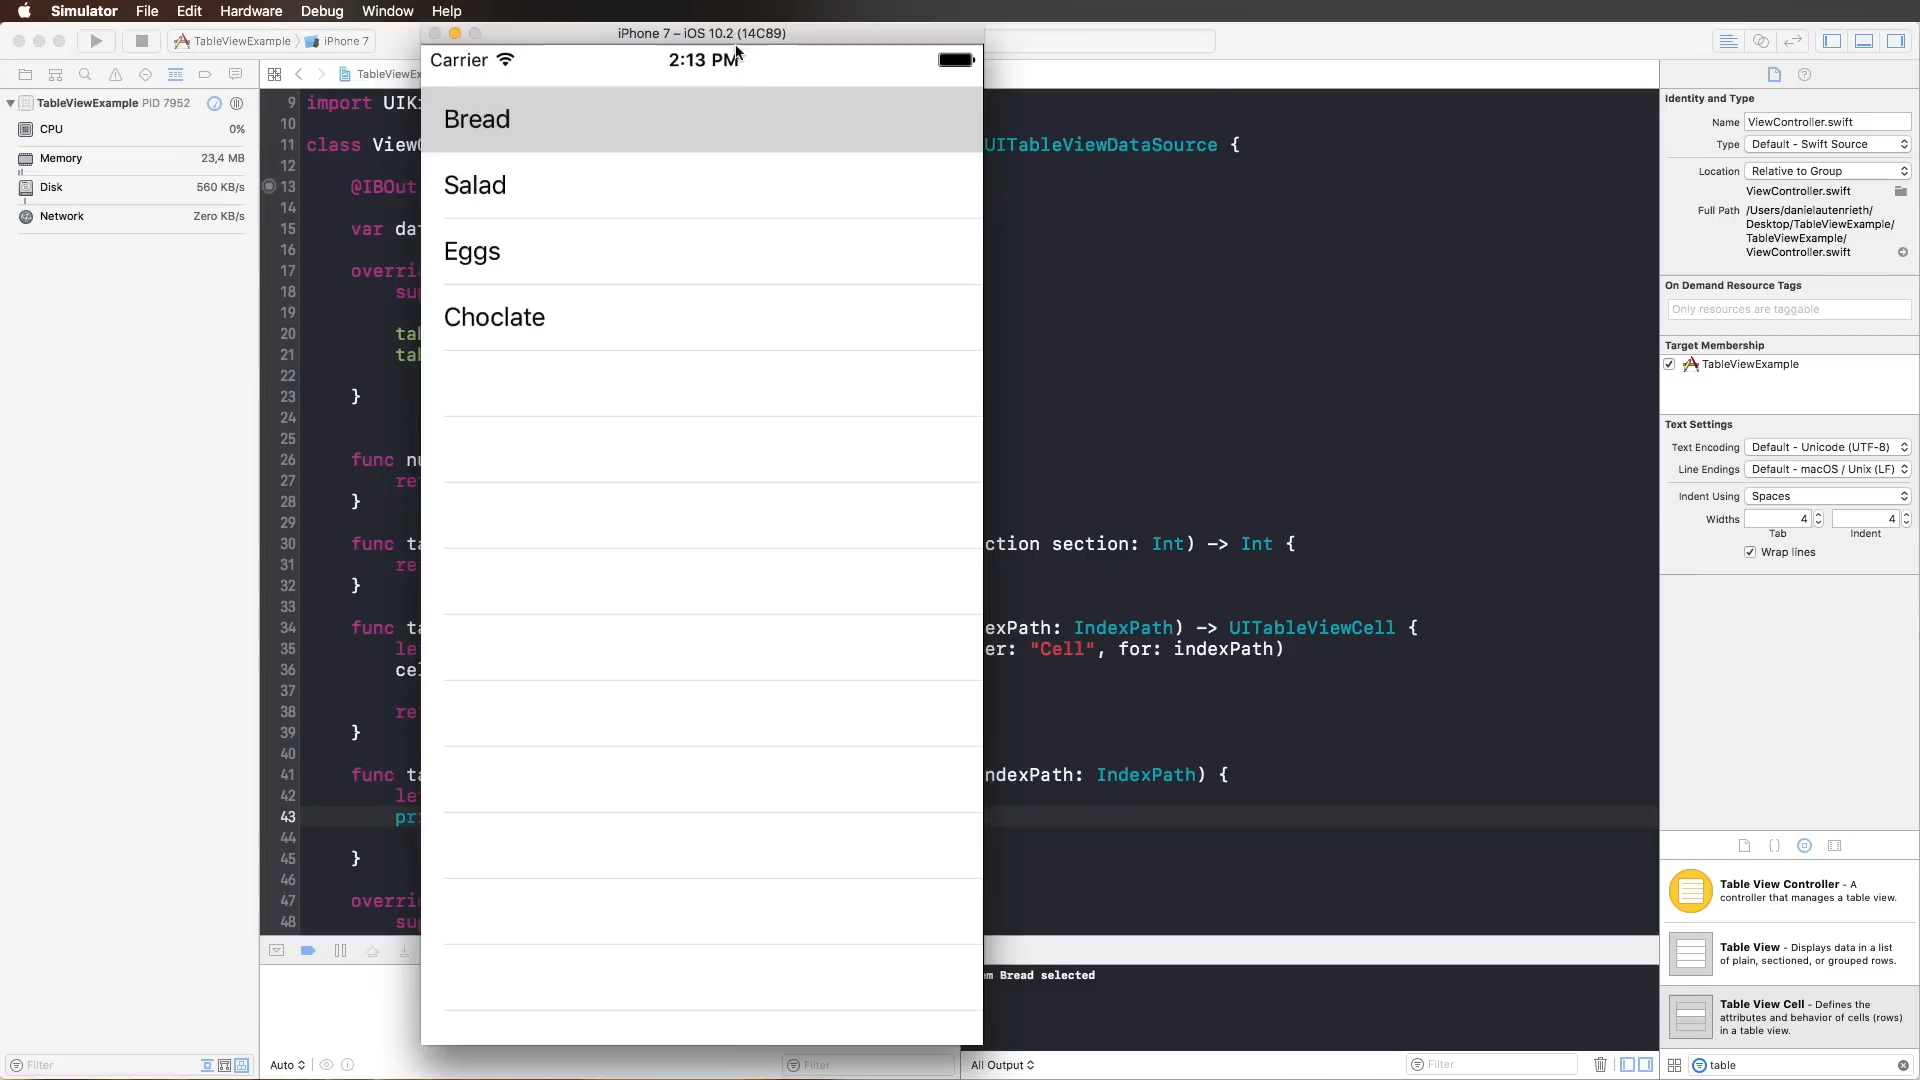 Simulator File Edit Hardware Debug Window Help
TableViewExample iPhone 7
iPhone 7 – iOS 10.2 (14C89)
Carrier 2:13 PM
Bread
Salad
Eggs
Choclate
TableViewExample PID 7952
CPU 0%
Memory 23,4 MB
Disk 560 KB/s
Network Zero KB/s
Filter
TableViewEx
9 import UIKi
10
11 class View UITableViewDataSource {
12
13 @IBOut
14
15 var dat
16
17 overri
18 su
19
20 ta
21 ta
22
23 }
24
25
26 func nu
27 re
28 }
29
30 func ta ction section: Int) -> Int {
31 re
32 }
33
34 func ta exPath: IndexPath) -> UITableViewCell {
35 le er: "Cell", for: indexPath)
36 cel
37
38 re
39 }
40
41 func ta ndexPath: IndexPath) {
42 le
43 pri
44
45 }
46
47 overri
48 su
m Bread selected
Auto Filter All Output Filter
Identity and Type
Name ViewController.swift
Type Default - Swift Source
Location Relative to Group
ViewController.swift
Full Path /Users/danielautenrieth/
Desktop/TableViewExample/
TableViewExample/
ViewController.swift
On Demand Resource Tags
Only resources are taggable
Target Membership
TableViewExample
Text Settings
Text Encoding Default - Unicode (UTF-8)
Line Endings Default - macOS / Unix (LF)
Indent Using Spaces
Widths 4 4
Tab Indent
Wrap lines
Table View Controller - A
controller that manages a table view.
Table View - Displays data in a list
of plain, sectioned, or grouped rows.
Table View Cell - Defines the
attributes and behavior of cells (rows)
in a table view.
table